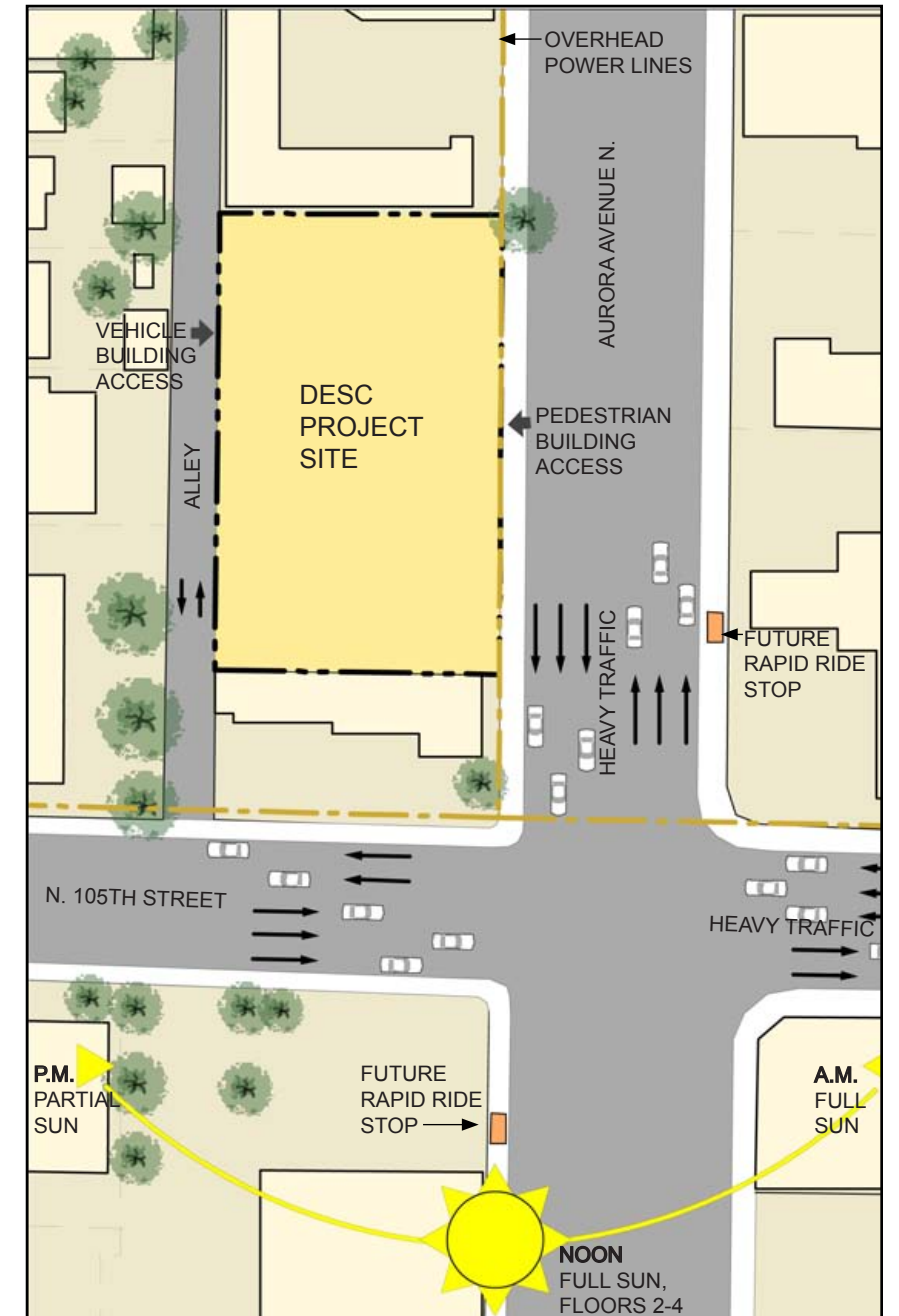 OVERHEAD
POWER LINES
AURORA AVENUE N.
VEHICLE
BUILDING
ACCESS
DESC
PROJECT
SITE
PEDESTRIAN
BUILDING
ACCESS
ALLEY
HEAVY TRAFFIC
FUTURE
RAPID RIDE
STOP
N. 105TH STREET
HEAVY TRAFFIC
P.M.
PARTIAL
SUN
FUTURE
RAPID RIDE
STOP
A.M.
FULL
SUN
NOON
FULL SUN,
FLOORS 2-4